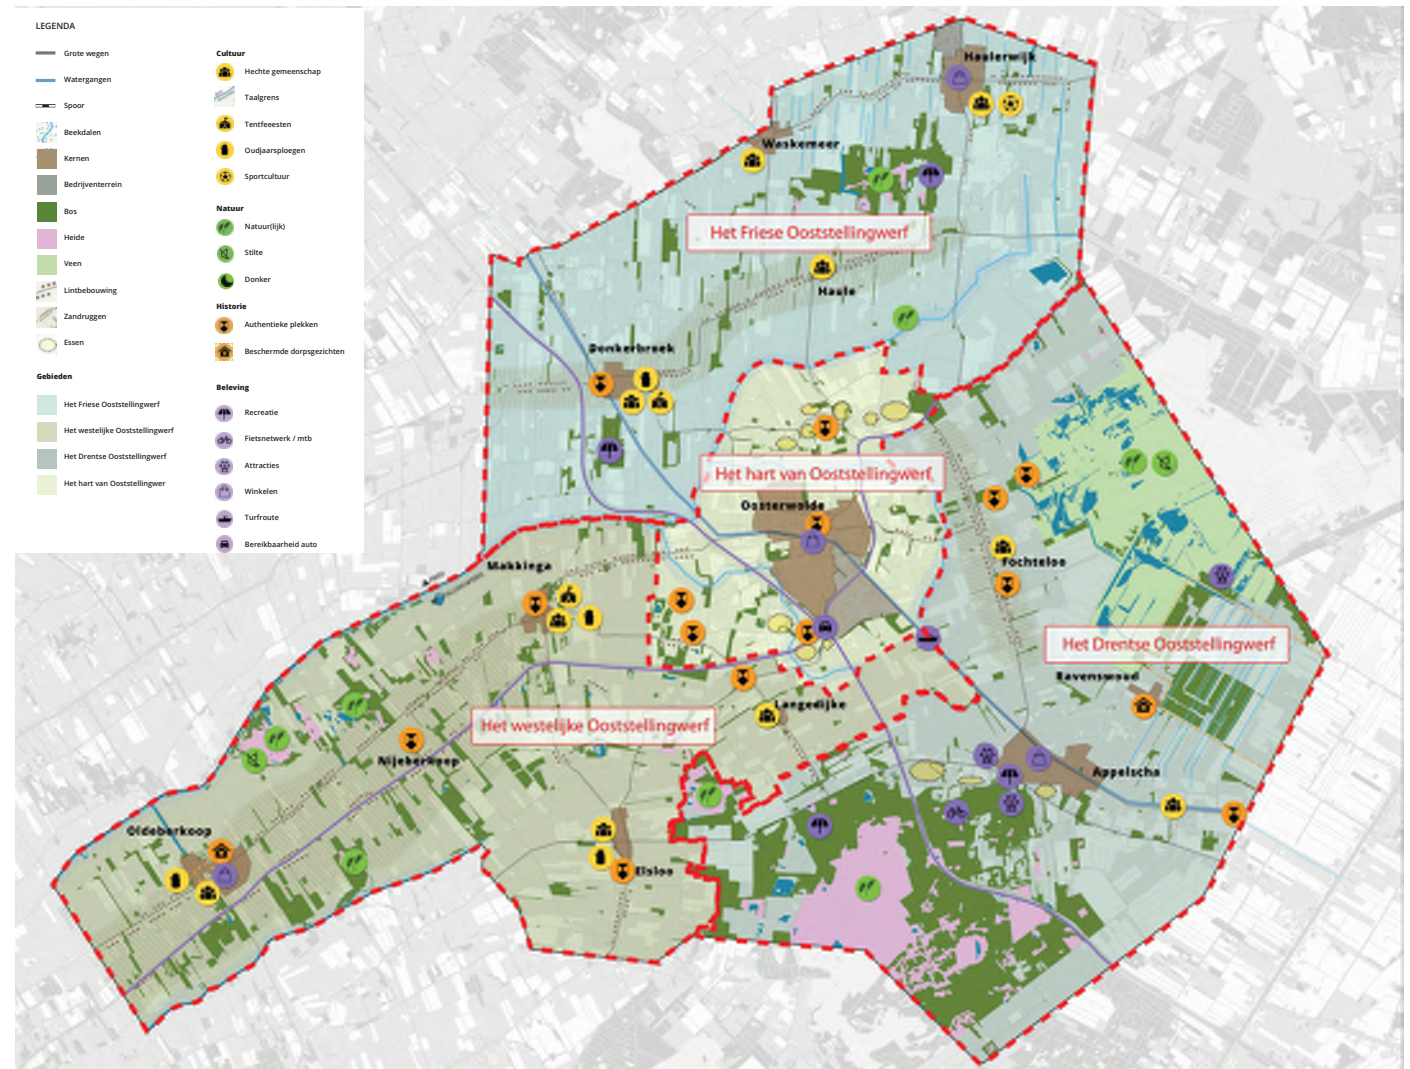 LEGENDA
Grote wegen
Watergangen
Spoor
Beekdalen
Kernen
Bedrijventerrein
Bos
Heide
Veen
Lintbebouwing
Zandruggen
Essen
Gebieden
Het Friese Ooststellingwerf
Het westelijke Ooststellingwerf
Het Drentse Ooststellingwerf
Het hart van Ooststellingwer
Cultuur
Hechte gemeenschap
Taalgrens
Tentfeeesten
Oudjaarsploegen
Sportcultuur
Natuur
Natuur(lijk)
Stilte
Donker
Historie
Authentieke plekken
Beschermde dorpsgezichten
Beleving
Recreatie
Fietsnetwerk / mtb
Attracties
Winkelen
Turfroute
Bereikbaarheid auto
Haulerwijk
Waskemeer
Het Friese Ooststellingwerf
Haule
Donkerbroek
Het hart van Ooststellingwerf
Oosterwolde
Makkinga
Fochteloo
Het Drentse Ooststellingwerf
Ravenswoud
Langedijke
Het westelijke Ooststellingwerf
Nijeberkoop
Appelscha
Oldeberkoop
Elsloo